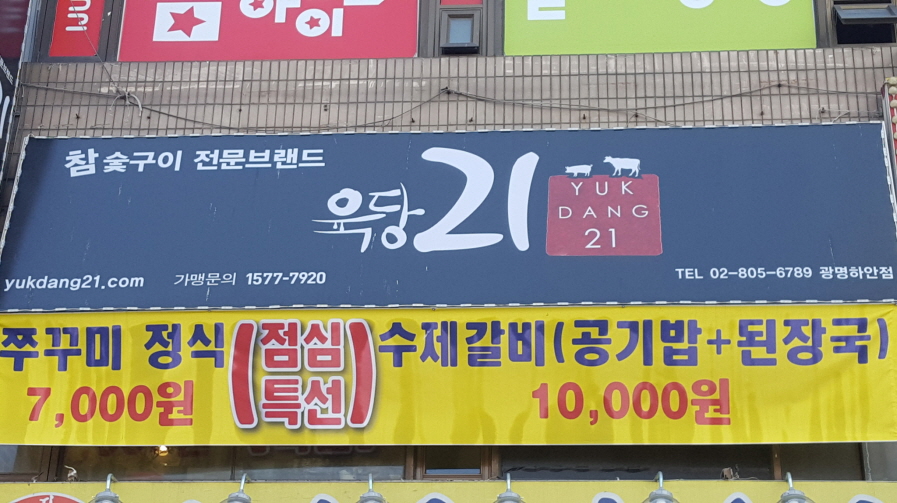 아이
참숯구이 전문브랜드
육당21
YUK
DANG
21
yukdang21.com 가맹문의 1577-7920
TEL 02-805-6789 광명하안점
쭈꾸미 정식 (점심특선) 수제갈비(공기밥+된장국)
7,000원 10,000원